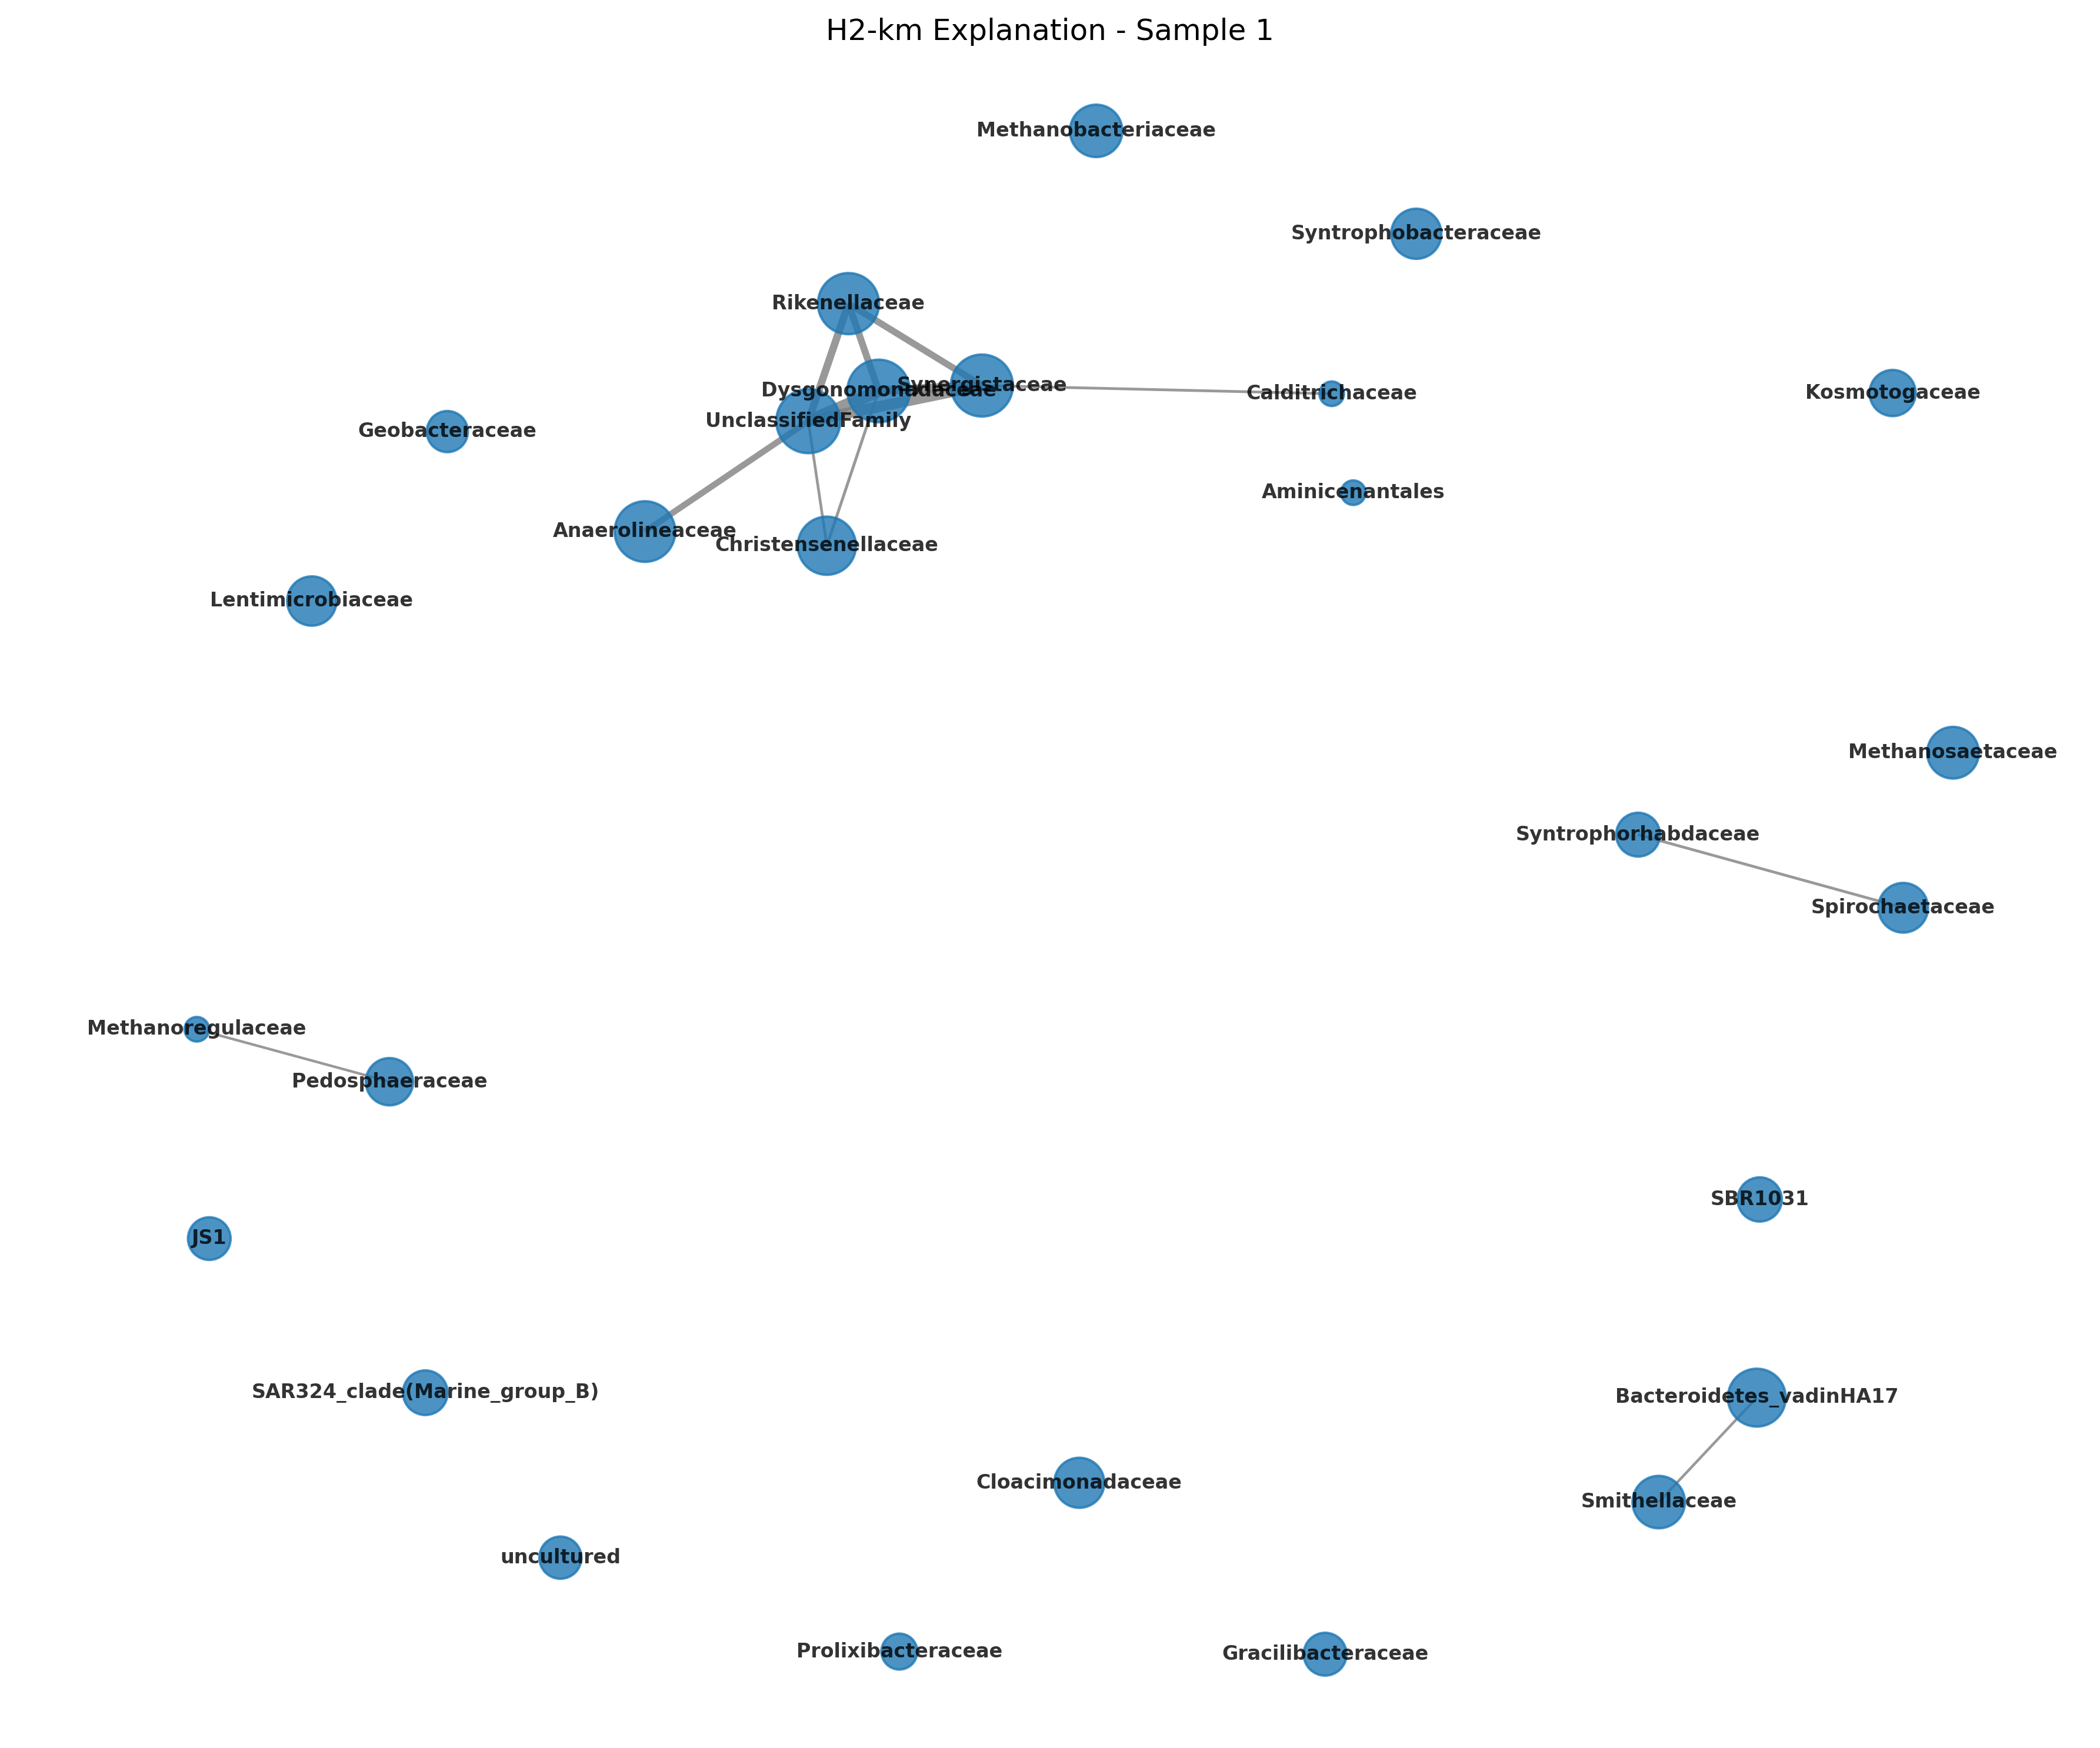 H2-km Explanation - Sample 1
Methanobacteriaceae
Syntrophobacteraceae
Rikenellaceae
Synergistaceae
Dysgonomonadaceae
Calditrichaceae
Kosmotogaceae
UnclassifiedFamily
Geobacteraceae
Aminicenantales
Anaerolineaceae
Christensenellaceae
Lentimicrobiaceae
Methanosaetaceae
Syntrophorhabdaceae
Spirochaetaceae
Methanoregulaceae
Pedosphaeraceae
SBR1031
JS1
SAR324_clade(Marine_group_B)
Bacteroidetes_vadinHA17
Cloacimonadaceae
Smithellaceae
uncultured
Prolixibacteraceae
Gracilibacteraceae